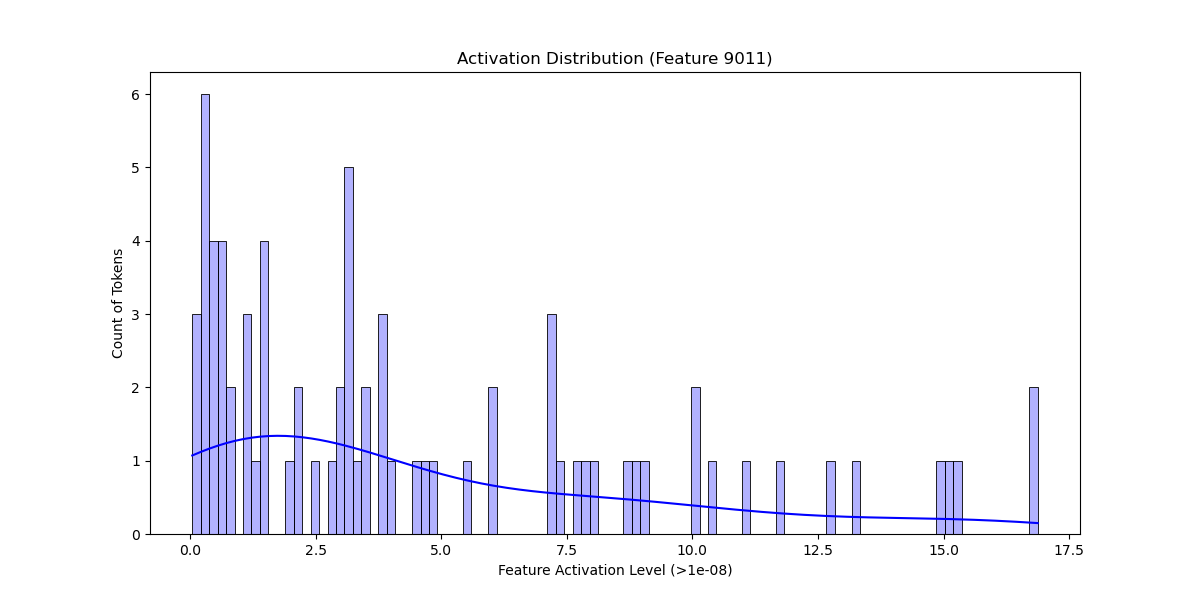 Activation Distribution (Feature 9011)
6
5
4
3
2
1
0
Count of Tokens
0.0 2.5 5.0 7.5 10.0 12.5 15.0 17.5
Feature Activation Level (>1e-08)